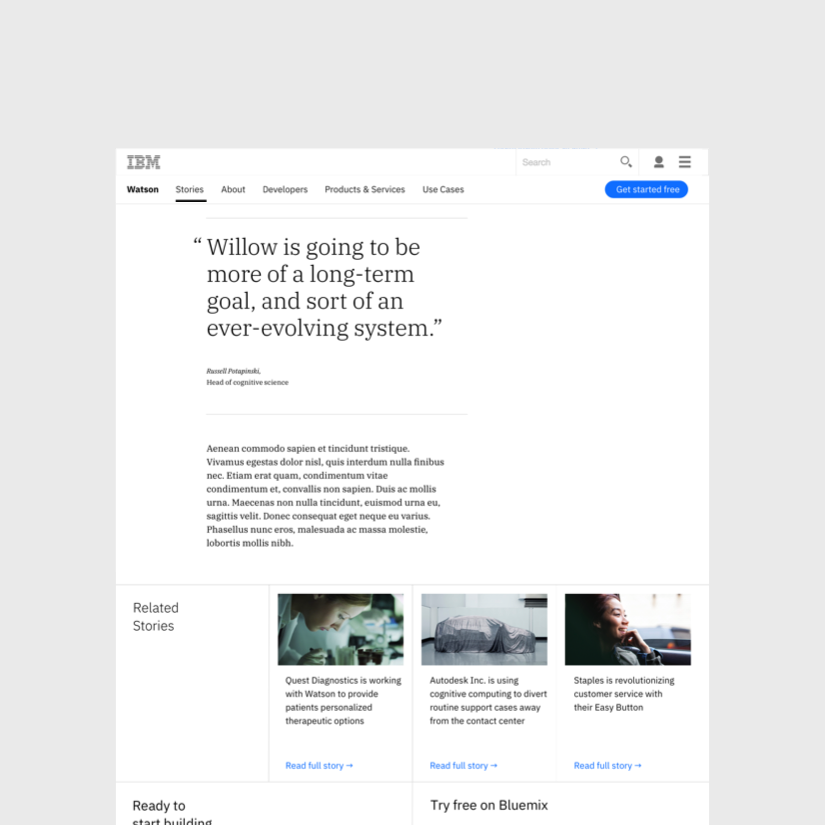 IBM
Search
Watson Stories About Developers Products & Services Use Cases Get started free
“Willow is going to be
more of a long-term
goal, and sort of an
ever-evolving system.”
Russell Potapinski,
Head of cognitive science
Aenean commodo sapien et tincidunt tristique.
Vivamus egestas dolor nisl, quis interdum nulla finibus
nec. Etiam erat quam, condimentum vitae
condimentum et, convallis non sapien. Duis ac mollis
urna. Maecenas non nulla tincidunt, euismod urna eu,
sagittis velit. Donec consequat eget neque eu varius.
Phasellus nunc eros, malesuada ac massa molestie,
lobortis mollis nibh.
Related
Stories
Quest Diagnostics is working
with Watson to provide
patients personalized
therapeutic options
Read full story →
Autodesk Inc. is using
cognitive computing to divert
routine support cases away
from the contact center
Read full story →
Staples is revolutionizing
customer service with
their Easy Button
Read full story →
Ready to
start building
Try free on Bluemix